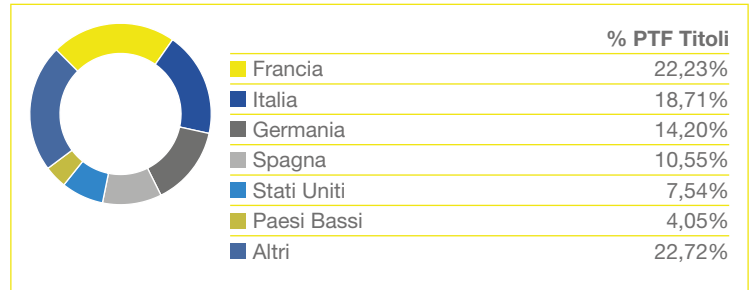 % PTF Titoli
Francia 22,23%
Italia 18,71%
Germania 14,20%
Spagna 10,55%
Stati Uniti 7,54%
Paesi Bassi 4,05%
Altri 22,72%